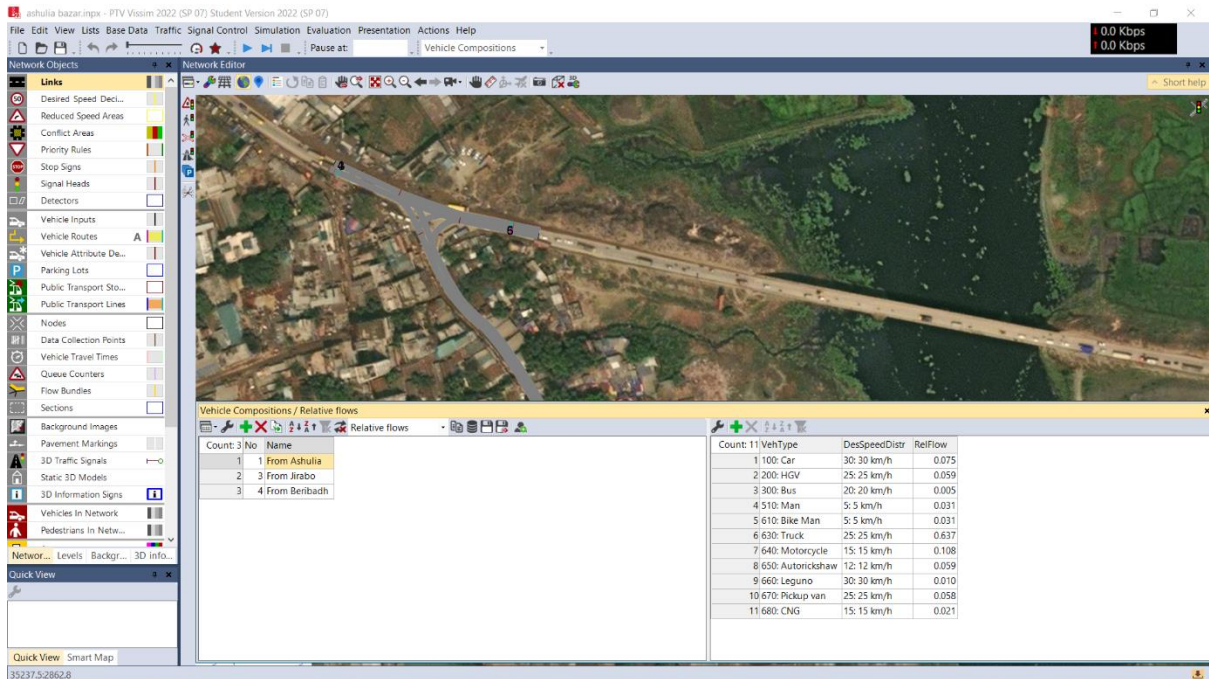 ashulia bazar.inpx - PTV Vissim 2022 (SP 07) Student Version 2022 (SP 07)
File Edit View Lists Base Data Traffic Signal Control Simulation Evaluation Presentation Actions Help
Pause at: Vehicle Compositions
0.0 Kbps
0.0 Kbps
Network Objects
Links
Desired Speed Deci...
Reduced Speed Areas
Conflict Areas
Priority Rules
Stop Signs
Signal Heads
Detectors
Vehicle Inputs
Vehicle Routes A
Vehicle Attribute De...
Parking Lots
Public Transport Sto...
Public Transport Lines
Nodes
Data Collection Points
Vehicle Travel Times
Queue Counters
Flow Bundles
Sections
Background Images
Pavement Markings
3D Traffic Signals
Static 3D Models
3D Information Signs
Vehicles In Network
Pedestrians In Netw...
Networ... Levels Backgr... 3D info...
Quick View
Quick View Smart Map
35237.5:2862.8
Network Editor
Short help
4
6
Vehicle Compositions / Relative flows
Relative flows
Count: 3 No Name
1 1 From Ashulia
2 3 From Jirabo
3 4 From Beribadh
Count: 11 VehType DesSpeedDistr RelFlow
1 100: Car 30: 30 km/h 0.075
2 200: HGV 25: 25 km/h 0.059
3 300: Bus 20: 20 km/h 0.005
4 510: Man 5: 5 km/h 0.031
5 610: Bike Man 5: 5 km/h 0.031
6 630: Truck 25: 25 km/h 0.637
7 640: Motorcycle 15: 15 km/h 0.108
8 650: Autorickshaw 12: 12 km/h 0.059
9 660: Leguno 30: 30 km/h 0.010
10 670: Pickup van 25: 25 km/h 0.058
11 680: CNG 15: 15 km/h 0.021